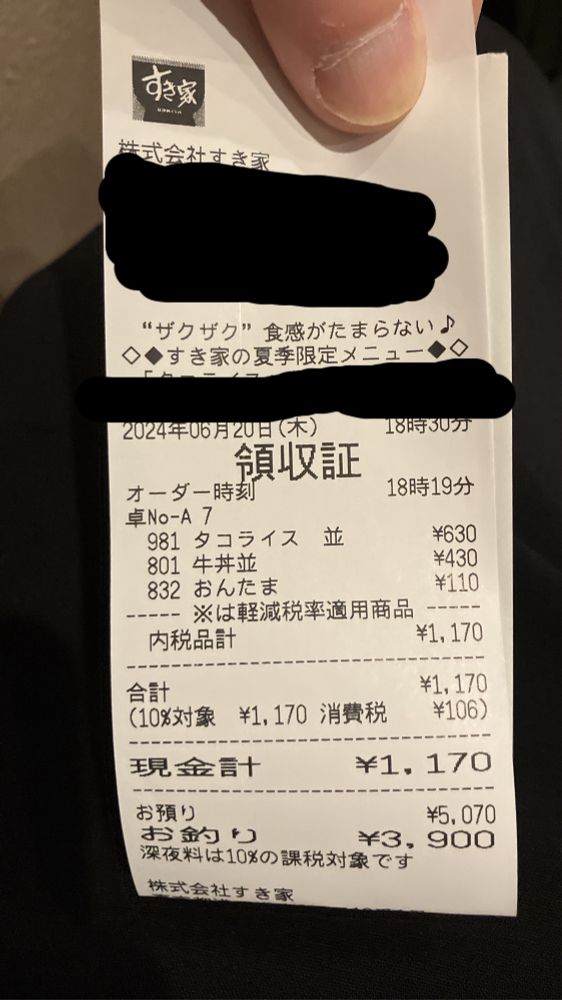 すき家
株式会社すき家
“ザクザク” 食感がたまらない♪
◇◆すき家の夏季限定メニュー◆◇
「タコライス
2024年06月20日(木) 18時30分
領収証
オーダー時刻 18時19分
卓No-A 7
981 タコライス 並 ¥630
801 牛丼並 ¥430
832 おんたま ¥110
----- ※は軽減税率適用商品 -----
内税品計 ¥1,170
合計 ¥1,170
(10%対象 ¥1,170 消費税 ¥106)
現金計 ¥1,170
お預り ¥5,070
お釣り ¥3,900
深夜料は10%の課税対象です
株式会社すき家